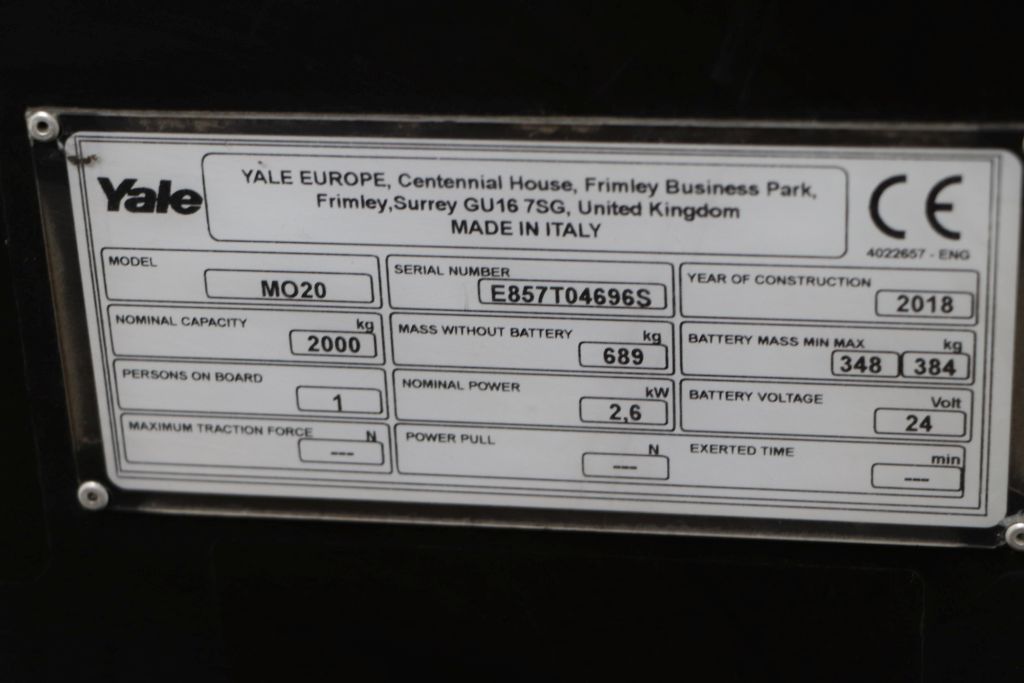 Yale
YALE EUROPE, Centennial House, Frimley Business Park,
Frimley,Surrey GU16 7SG, United Kingdom
MADE IN ITALY
CE
4022657 - ENG
MODEL
MO20
SERIAL NUMBER
E857T04696S
YEAR OF CONSTRUCTION
2018
NOMINAL CAPACITY kg
2000
MASS WITHOUT BATTERY kg
689
BATTERY MASS MIN MAX kg
348 384
PERSONS ON BOARD
1
NOMINAL POWER kW
2,6
BATTERY VOLTAGE Volt
24
MAXIMUM TRACTION FORCE N
---
POWER PULL N
---
EXERTED TIME min
---